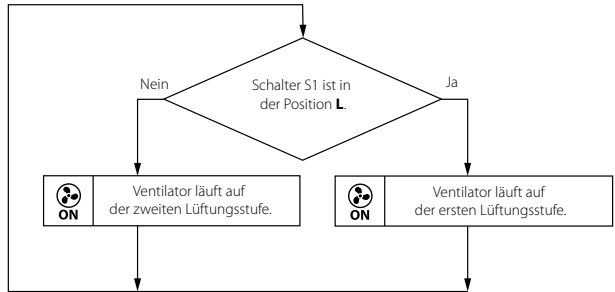 Schalter S1 ist in
der Position L.
Nein
Ja
ON
Ventilator läuft auf
der zweiten Lüftungsstufe.
ON
Ventilator läuft auf
der ersten Lüftungsstufe.